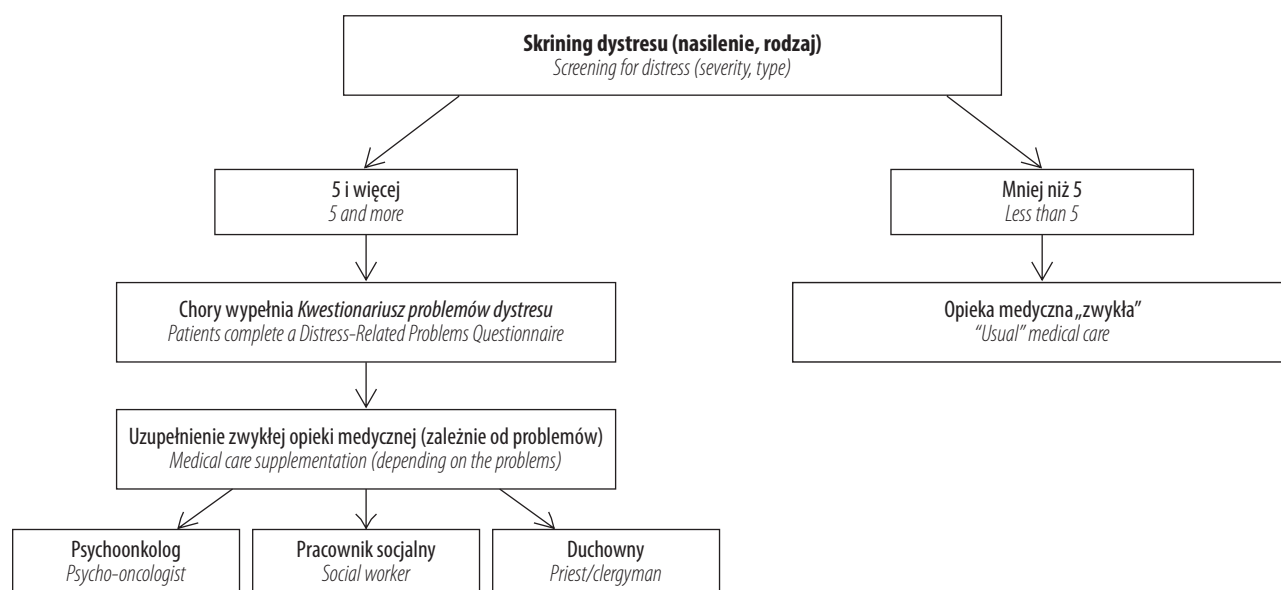 Skrining dystresu (nasilenie, rodzaj)
Screening for distress (severity, type)
5 i więcej
5 and more
Mniej niż 5
Less than 5
Chory wypełnia Kwestionariusz problemów dystresu
Patients complete a Distress-Related Problems Questionnaire
Opieka medyczna „zwykła”
“Usual” medical care
Uzupełnienie zwykłej opieki medycznej (zależnie od problemów)
Medical care supplementation (depending on the problems)
Psychoonkolog
Psycho-oncologist
Pracownik socjalny
Social worker
Duchowny
Priest/clergyman